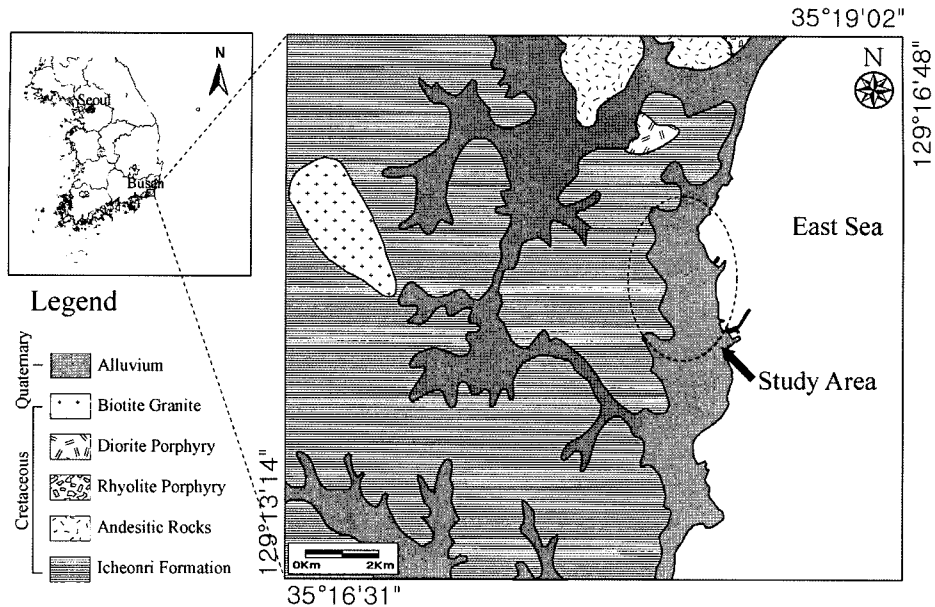 35°19'02"
129°16'48"
N
N
Seoul
Busan
East Sea
Study Area
Legend
Quaternary
Alluvium
Cretaceous
Biotite Granite
Diorite Porphyry
Rhyolite Porphyry
Andesitic Rocks
Icheonri Formation
129°13'14"
0Km 2Km
35°16'31"